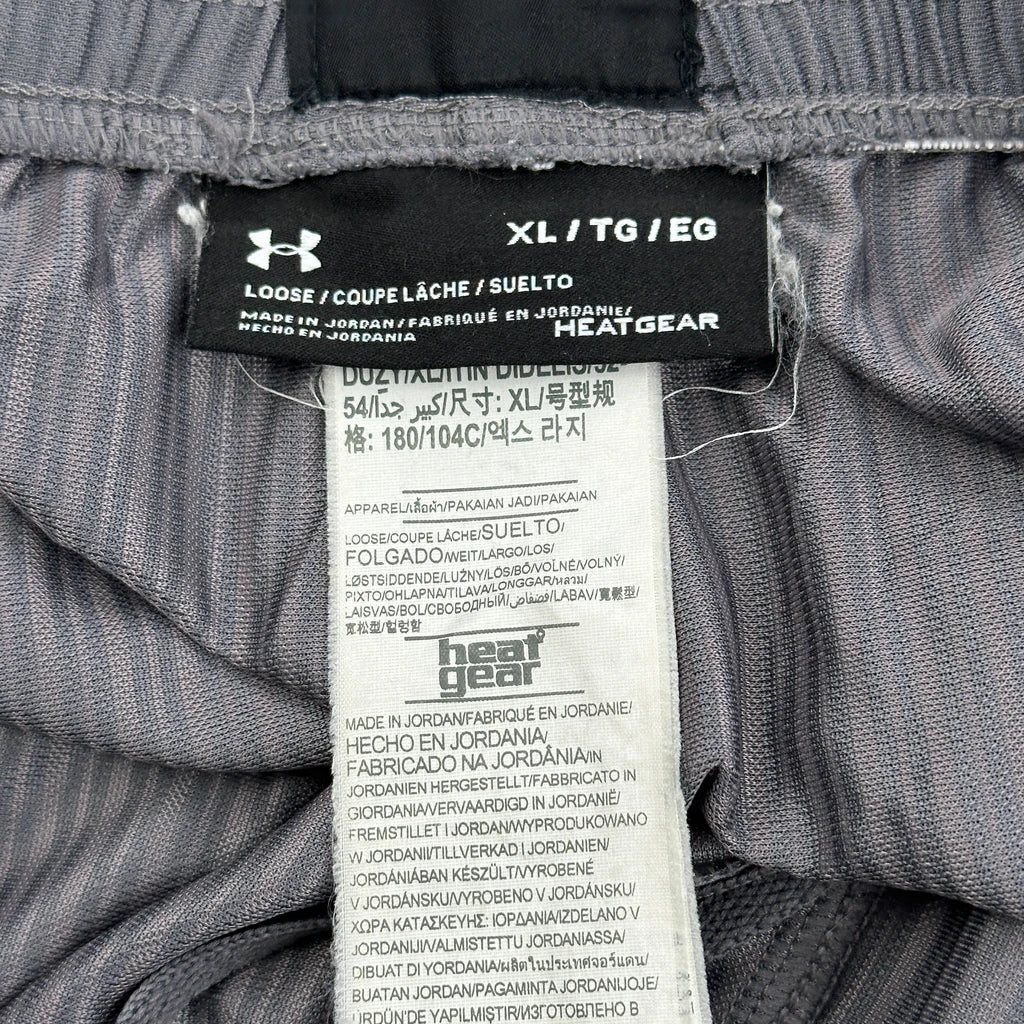 XL / TG / EG
LOOSE / COUPE LÂCHE / SUELTO
MADE IN JORDAN / FABRIQUÉ EN JORDANIE/
HECHO EN JORDANIA
HEATGEAR
54/كبير جدا/尺寸: XL/号型规
格: 180/104C/엑스 라지
APPAREL/เสื้อผ้า/PAKAIAN JADI/PAKAIAN
LOOSE/COUPE LÂCHE/SUELTO/
FOLGADO/WEIT/LARGO/LOS/
LØSTSIDDENDE/LUŹNY/LÖS/BŐ/VOLNÉ/VOLNÝ/
PIXTO/OHLAPNA/TILAVA/LONGGAR/หลวม/
LAISVAS/BOL/СВОБОДНЫЙ/فضفاض/LABAV/寬鬆型/
宽松型/헐렁함
heat
gear
MADE IN JORDAN/FABRIQUÉ EN JORDANIE/
HECHO EN JORDANIA/
FABRICADO NA JORDÂNIA/IN
JORDANIEN HERGESTELLT/FABBRICATO IN
GIORDANIA/VERVAARDIGD IN JORDANIË/
FREMSTILLET I JORDAN/WYPRODUKOWANO
W JORDANII/TILLVERKAD I JORDANIEN/
JORDÁNIÁBAN KÉSZÜLT/VYROBENÉ
V JORDÁNSKU/VYROBENO V JORDÁNSKU/
ΧΩΡΑ ΚΑΤΑΣΚΕΥΗΣ: ΙΟΡΔΑΝΙΑ/IZDELANO V
JORDANIJI/VALMISTETTU JORDANIASSA/
DIBUAT DI YORDANIA/ผลิตในประเทศจอร์แดน/
BUATAN JORDAN/PAGAMINTA JORDANIJOJE/
ÜRDÜN'DE YAPILMIŞTIR/ИЗГОТОВЛЕНО В